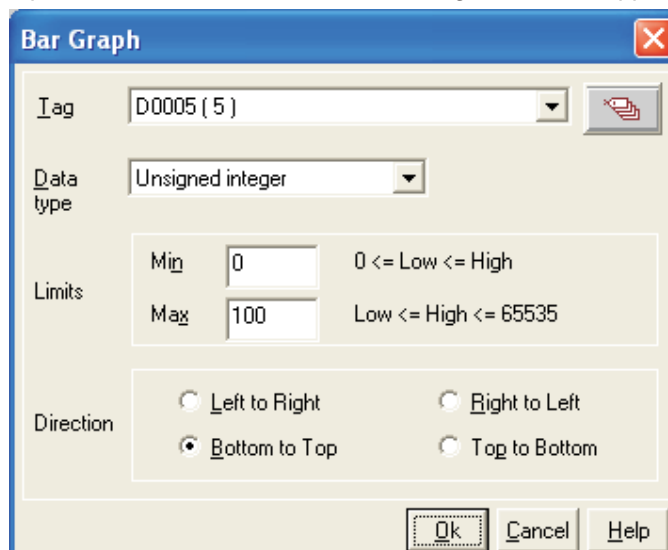 Bar Graph
Tag D0005 ( 5 )
Data type Unsigned integer
Limits
Min 0 0 <= Low <= High
Max 100 Low <= High <= 65535
Direction
Left to Right Right to Left
Bottom to Top Top to Bottom
Ok Cancel Help